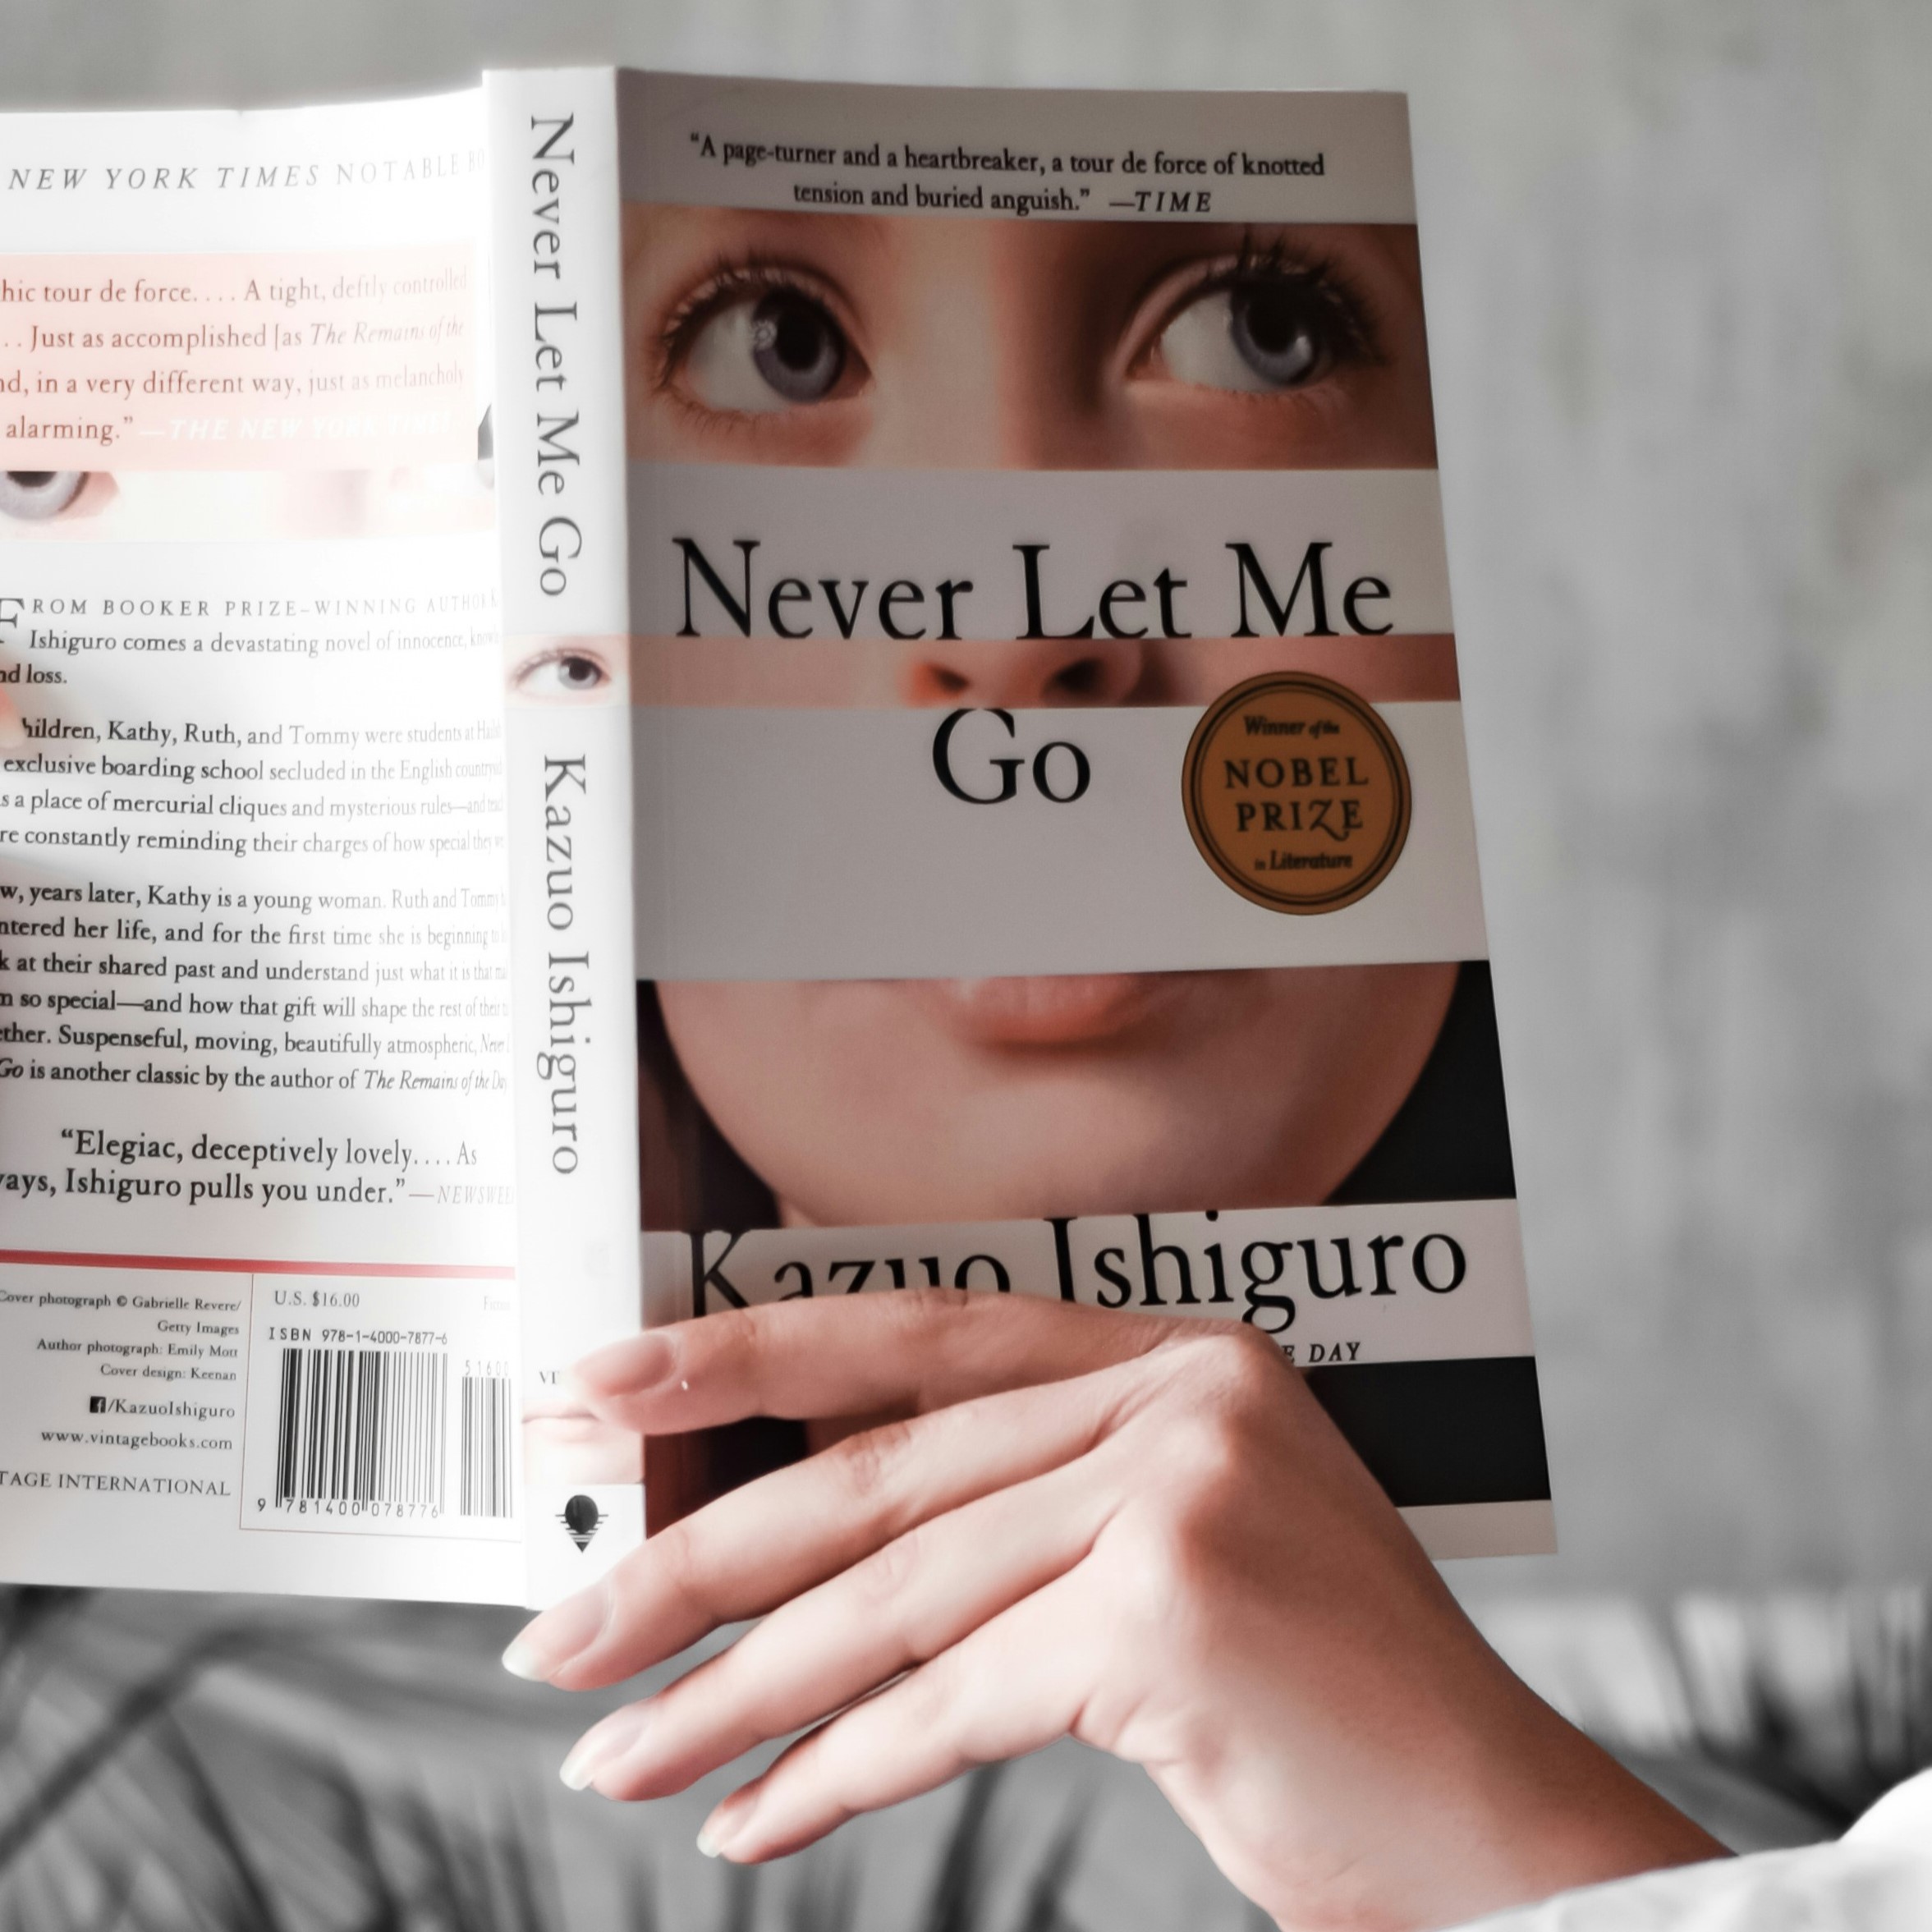 NEW YORK TIMES NOTABLE
hic tour de force. . . . A tight, deftly controlled
. . Just as accomplished [as The Remains of the
nd, in a very different way, just as melancholy
alarming.” —THE NEW YORK TIMES
FROM BOOKER PRIZE–WINNING AUTHOR
Ishiguro comes a devastating novel of innocence,
nd loss.
hildren, Kathy, Ruth, and Tommy were students at
exclusive boarding school secluded in the English
s a place of mercurial cliques and mysterious rules—and
re constantly reminding their charges of how special they
w, years later, Kathy is a young woman. Ruth and Tommy
ntered her life, and for the first time she is beginning to
k at their shared past and understand just what it is that
m so special—and how that gift will shape the rest of their
ether. Suspenseful, moving, beautifully atmospheric, Never
Go is another classic by the author of The Remains of the Day
“Elegiac, deceptively lovely. . . . As
ways, Ishiguro pulls you under.”—NEWSWEEK
Cover photograph © Gabrielle Revere/
Getty Images
Author photograph: Emily Mott
Cover design: Keenan
f/KazuoIshiguro
www.vintagebooks.com
TAGE INTERNATIONAL
U.S. $16.00
ISBN 978-1-4000-7877-6
51600
9 781400 078776
Never Let Me Go
Kazuo Ishiguro
“A page-turner and a heartbreaker, a tour de force of knotted
tension and buried anguish.” —TIME
Never Let Me
Go
Winner of the
NOBEL
PRIZE
in Literature
Kazuo Ishiguro
E DAY